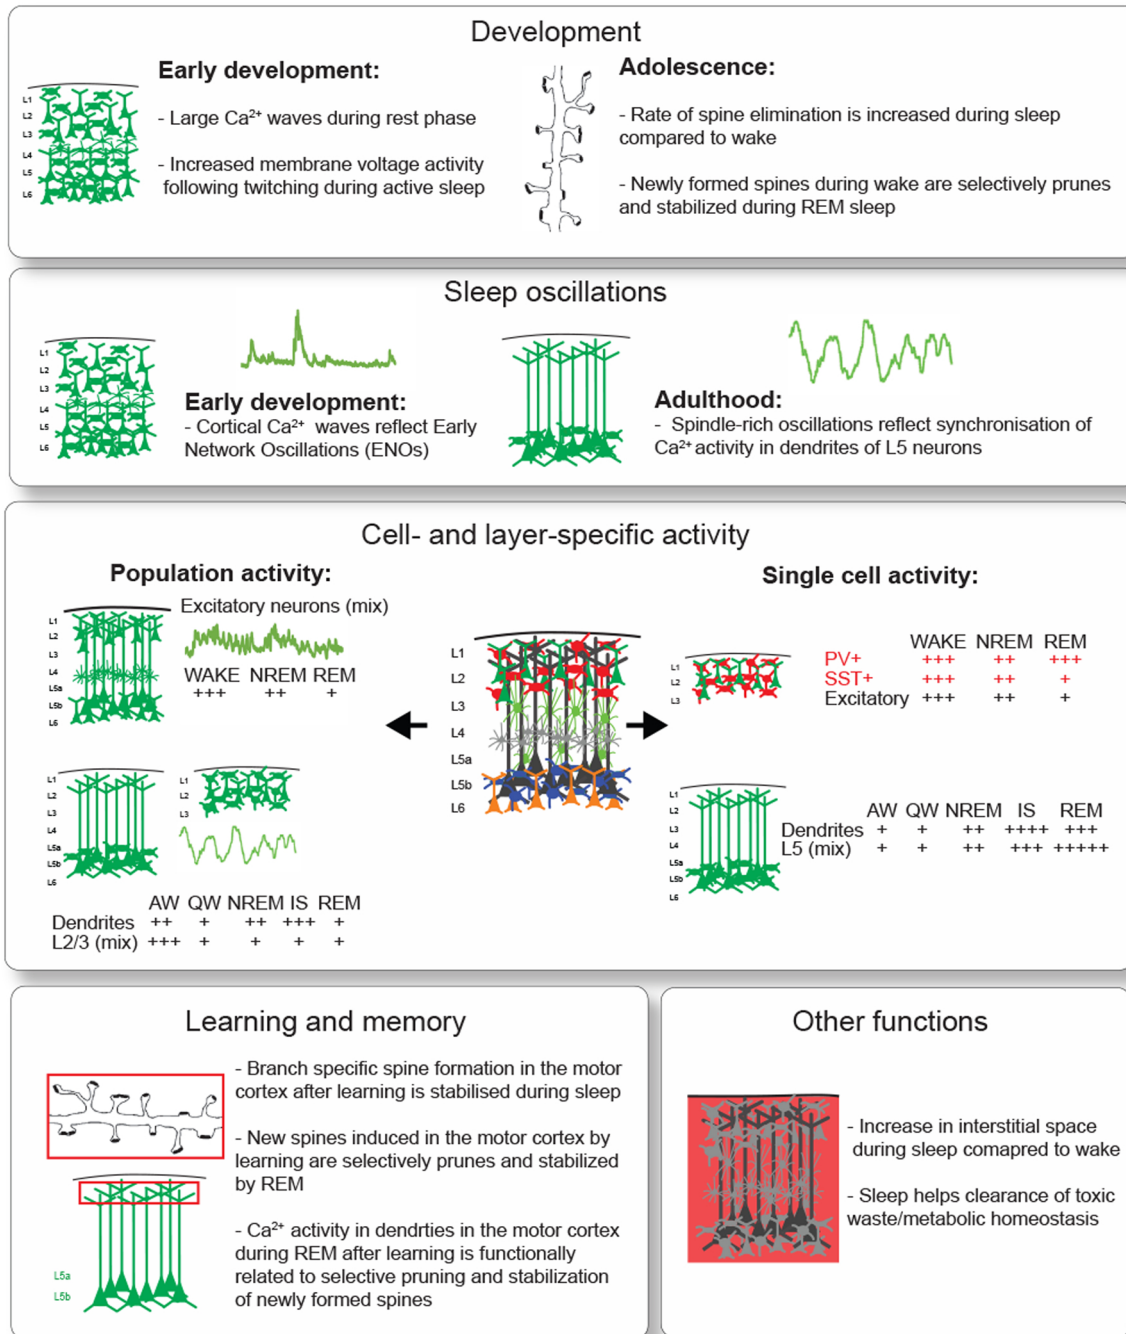 Development
Early development:
L1
L2
L3
L4
L5
L6
- Large Ca²⁺ waves during rest phase
- Increased membrane voltage activity
following twitching during active sleep
Adolescence:
- Rate of spine elimination is increased during sleep
compared to wake
- Newly formed spines during wake are selectively prunes
and stabilized during REM sleep
Sleep oscillations
L1
L2
L3
L4
L5
L6
Early development:
- Cortical Ca²⁺ waves reflect Early
Network Oscillations (ENOs)
Adulthood:
- Spindle-rich oscillations reflect synchronisation of
Ca²⁺ activity in dendrites of L5 neurons
Cell- and layer-specific activity
Population activity:
Excitatory neurons (mix)
L1
L2
L3
L4
L5a
L5b
L6
WAKE NREM REM
+++ ++ +
L1
L2
L3
L4
L5a
L5b
L6
L1
L2
L3
AW QW NREM IS REM
Dendrites ++ + ++ +++ +
L2/3 (mix) +++ + + + +
L1
L2
L3
L4
L5a
L5b
L6
Single cell activity:
L1
L2
L3
WAKE NREM REM
PV+ +++ ++ +++
SST+ +++ ++ +
Excitatory +++ ++ +
L1
L2
L3
L4
L5a
L5b
L6
AW QW NREM IS REM
Dendrites + + ++ ++++ +++
L5 (mix) + + ++ +++ +++++
Learning and memory
- Branch specific spine formation in the motor
cortex after learning is stabilised during sleep
- New spines induced in the motor cortex by
learning are selectively prunes and stabilized
by REM
- Ca²⁺ activity in dendrties in the motor cortex
during REM after learning is functionally
related to selective pruning and stabilization
of newly formed spines
L5a
L5b
Other functions
- Increase in interstitial space
during sleep comapred to wake
- Sleep helps clearance of toxic
waste/metabolic homeostasis